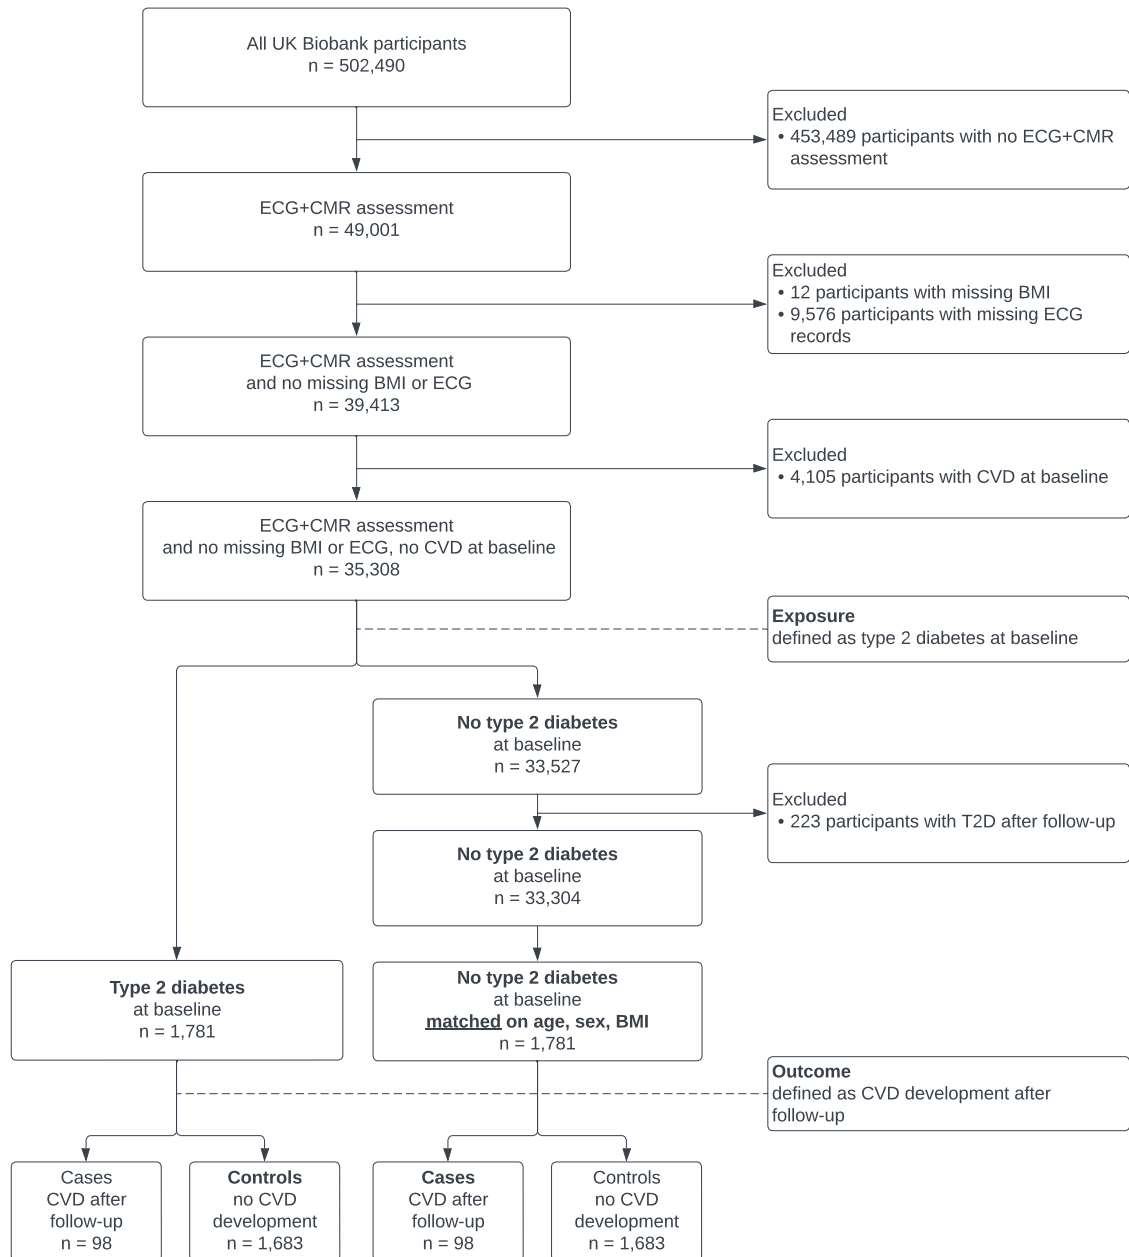 All UK Biobank participants
n = 502,490
Excluded
• 453,489 participants with no ECG+CMR
assessment
ECG+CMR assessment
n = 49,001
Excluded
• 12 participants with missing BMI
• 9,576 participants with missing ECG
records
ECG+CMR assessment
and no missing BMI or ECG
n = 39,413
Excluded
• 4,105 participants with CVD at baseline
ECG+CMR assessment
and no missing BMI or ECG, no CVD at baseline
n = 35,308
Exposure
defined as type 2 diabetes at baseline
No type 2 diabetes
at baseline
n = 33,527
Excluded
• 223 participants with T2D after follow-up
No type 2 diabetes
at baseline
n = 33,304
Type 2 diabetes
at baseline
n = 1,781
No type 2 diabetes
at baseline
matched on age, sex, BMI
n = 1,781
Outcome
defined as CVD development after
follow-up
Cases
CVD after
follow-up
n = 98
Controls
no CVD
development
n = 1,683
Cases
CVD after
follow-up
n = 98
Controls
no CVD
development
n = 1,683